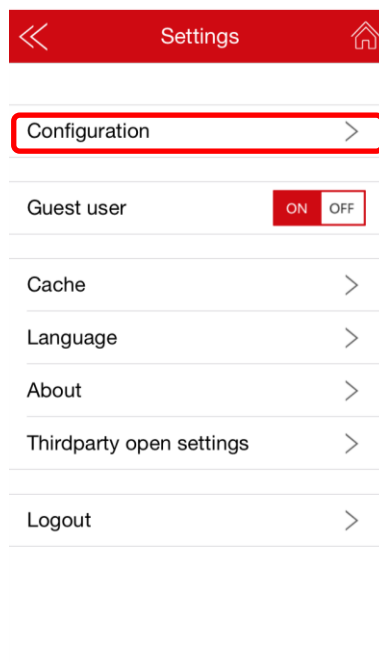 Settings
Configuration
Guest user ON OFF
Cache
Language
About
Thirdparty open settings
Logout